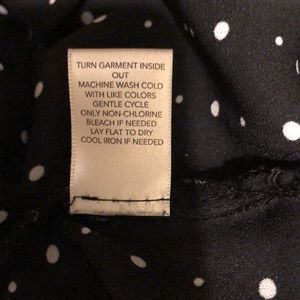 TURN GARMENT INSIDE
OUT
MACHINE WASH COLD
WITH LIKE COLORS
GENTLE CYCLE
ONLY NON-CHLORINE
BLEACH IF NEEDED
LAY FLAT TO DRY
COOL IRON IF NEEDED